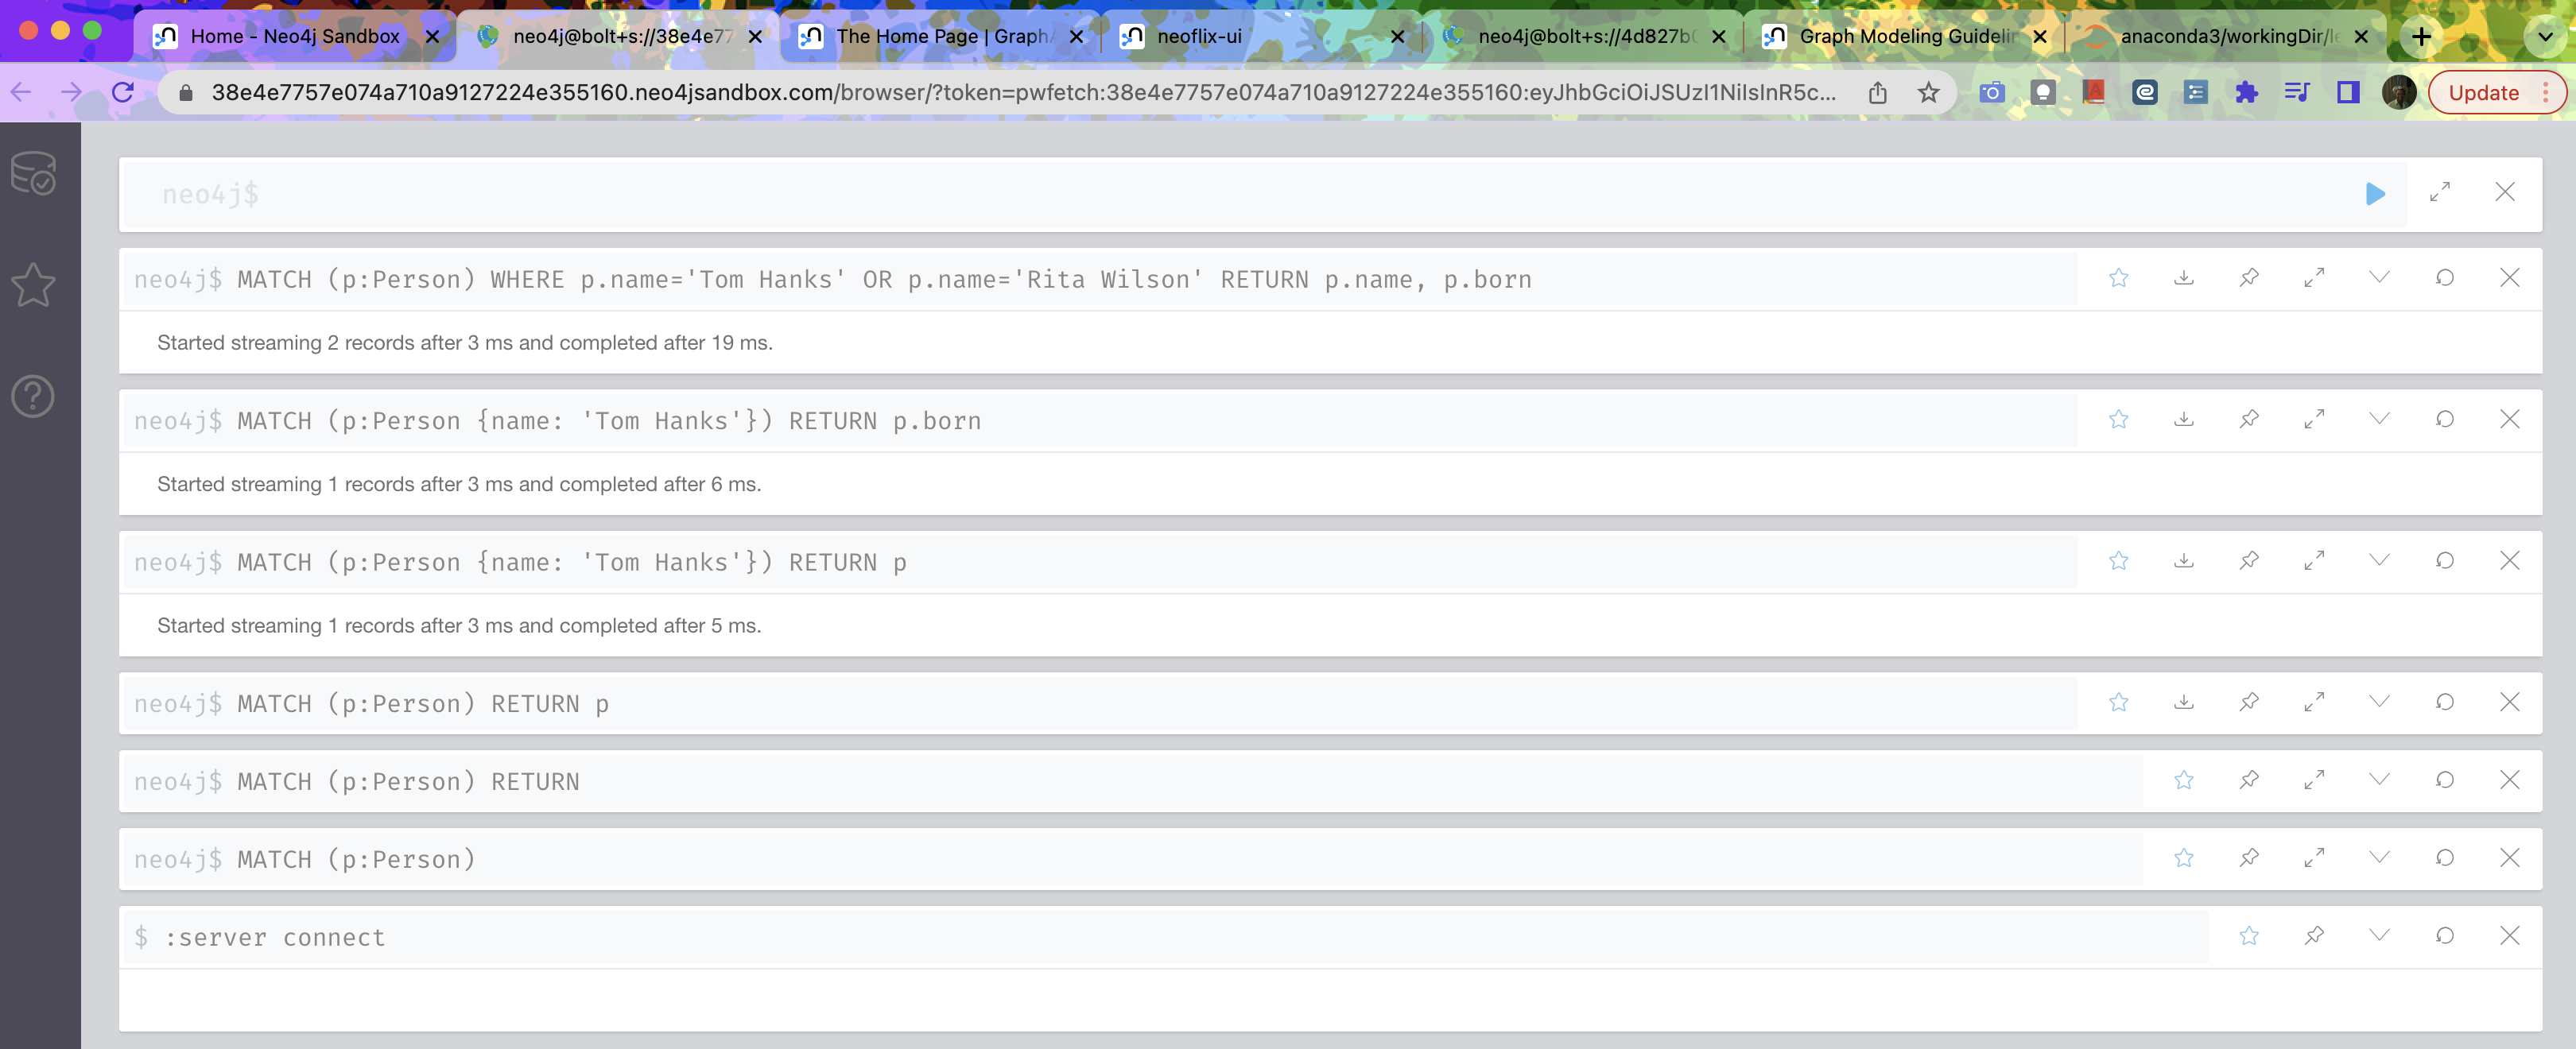 Home - Neo4j Sandbox
neo4j@bolt+s://38e4e77
The Home Page | Graph
neoflix-ui
neo4j@bolt+s://4d827b
Graph Modeling Guidelin
anaconda3/workingDir/le
38e4e7757e074a710a9127224e355160.neo4jsandbox.com/browser/?token=pwfetch:38e4e7757e074a710a9127224e355160:eyJhbGciOiJSUzI1NiIsInR5c...
Update
neo4j$
neo4j$ MATCH (p:Person) WHERE p.name='Tom Hanks' OR p.name='Rita Wilson' RETURN p.name, p.born
Started streaming 2 records after 3 ms and completed after 19 ms.
neo4j$ MATCH (p:Person {name: 'Tom Hanks'}) RETURN p.born
Started streaming 1 records after 3 ms and completed after 6 ms.
neo4j$ MATCH (p:Person {name: 'Tom Hanks'}) RETURN p
Started streaming 1 records after 3 ms and completed after 5 ms.
neo4j$ MATCH (p:Person) RETURN p
neo4j$ MATCH (p:Person) RETURN
neo4j$ MATCH (p:Person)
$ :server connect